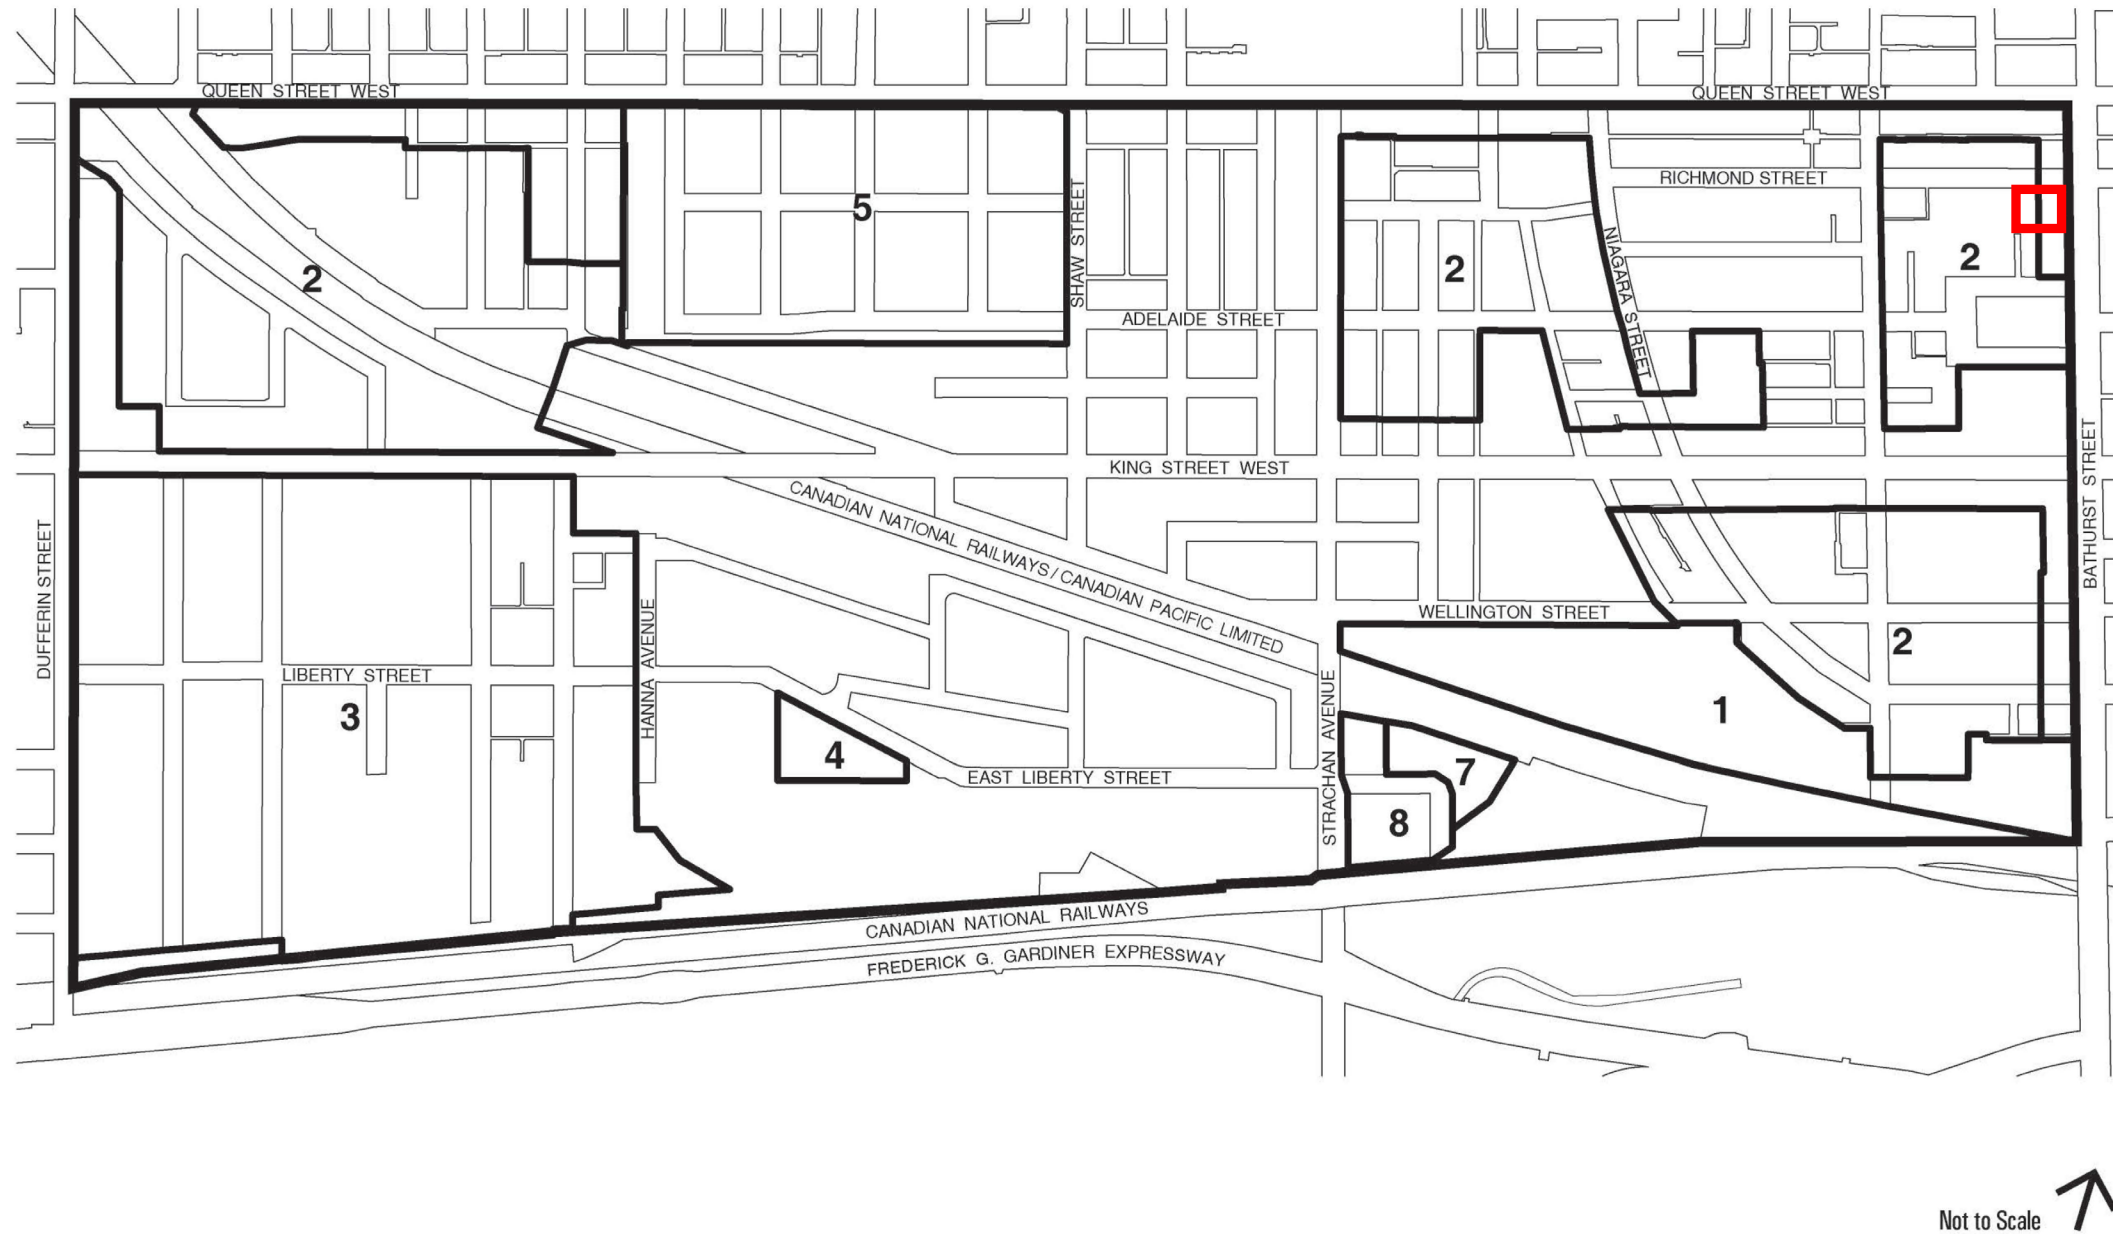 QUEEN STREET WEST
QUEEN STREET WEST
RICHMOND STREET
5
SHAW STREET
NIAGARA STREET
2
2
2
ADELAIDE STREET
KING STREET WEST
BATHURST STREET
CANADIAN NATIONAL RAILWAYS / CANADIAN PACIFIC LIMITED
DUFFERIN STREET
HANNA AVENUE
WELLINGTON STREET
2
LIBERTY STREET
3
STRACHAN AVENUE
1
4
EAST LIBERTY STREET
7
8
CANADIAN NATIONAL RAILWAYS
FREDERICK G. GARDINER EXPRESSWAY
Not to Scale